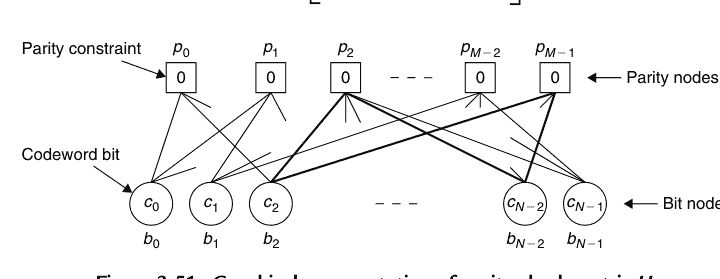 Parity constraint
p0 p1 p2 pM−2 pM−1
0 0 0 – – – 0 0
Parity nodes
Codeword bit
c0 c1 c2 – – – cN−2 cN−1
Bit node
b0 b1 b2 bN−2 bN−1